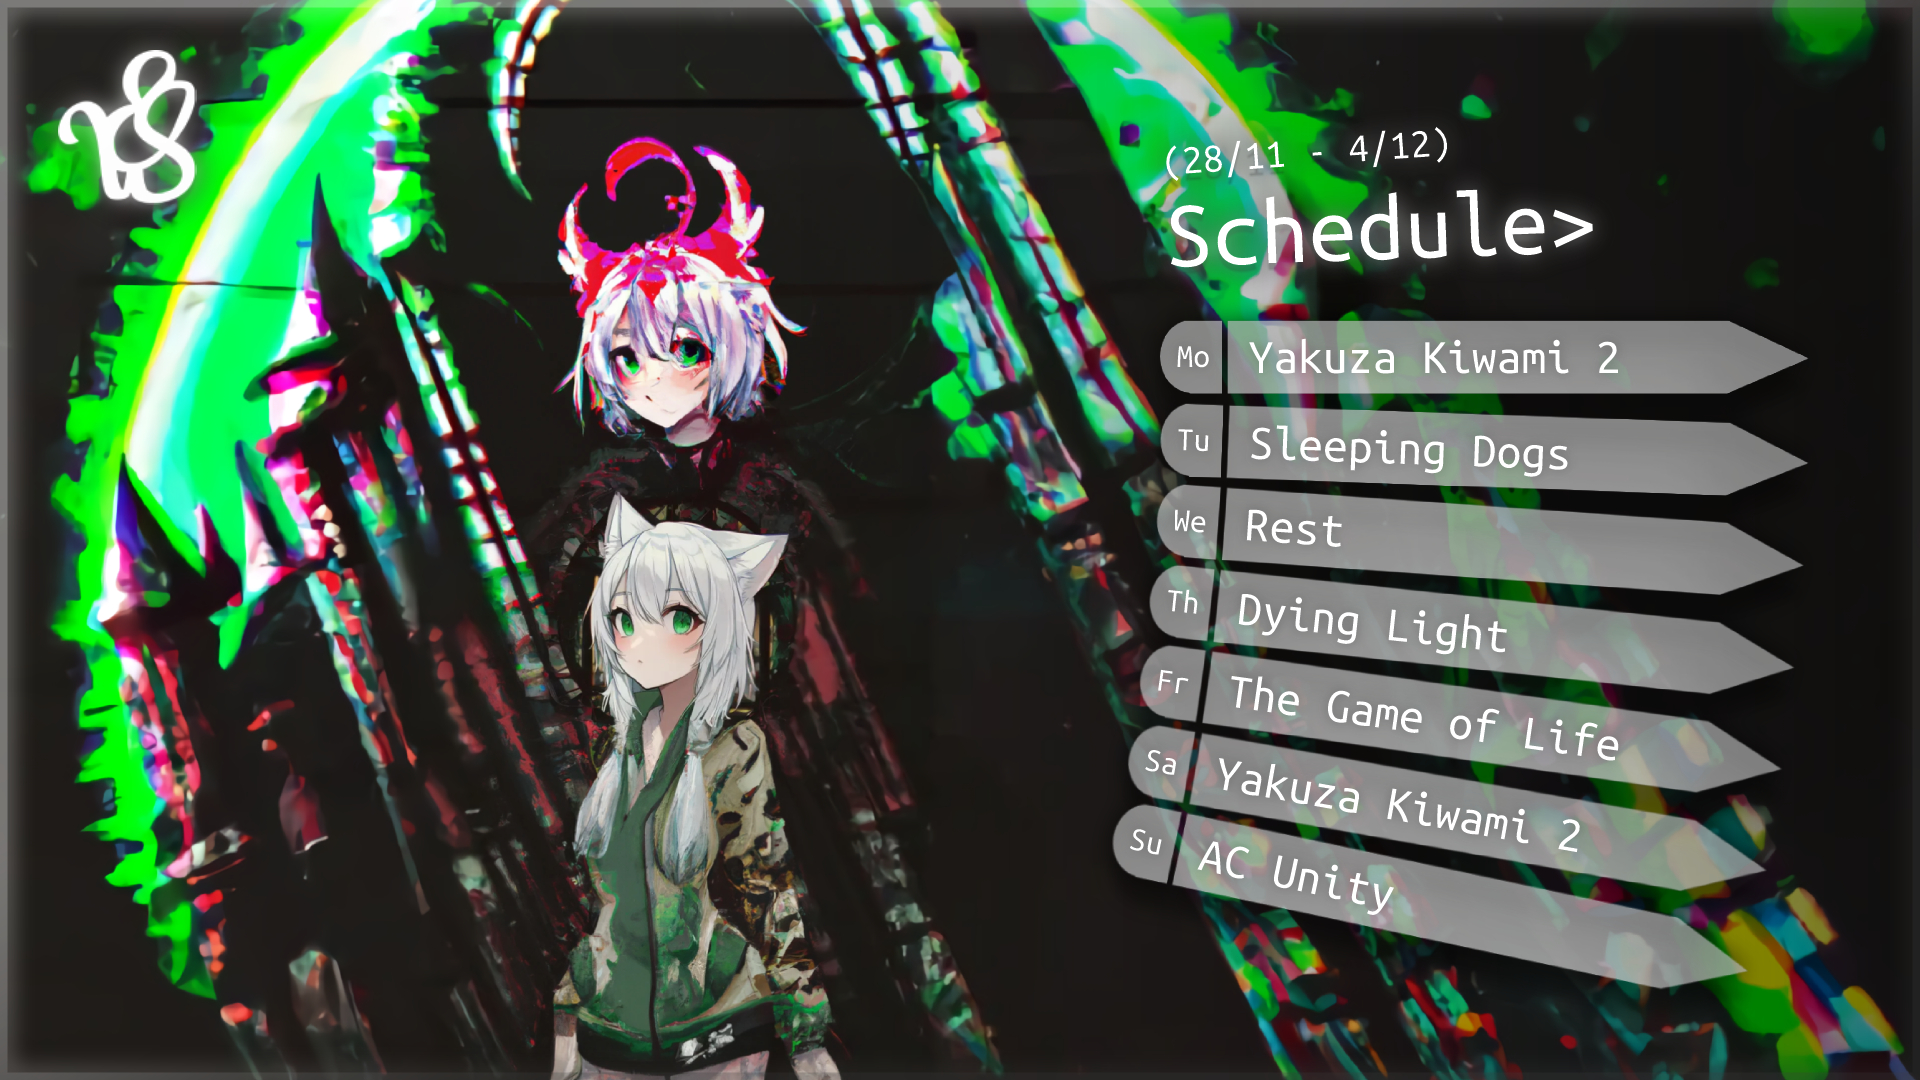 (28/11 - 4/12)
Schedule>
Mo Yakuza Kiwami 2
Tu Sleeping Dogs
We Rest
Th Dying Light
Fr The Game of Life
Sa Yakuza Kiwami 2
Su AC Unity